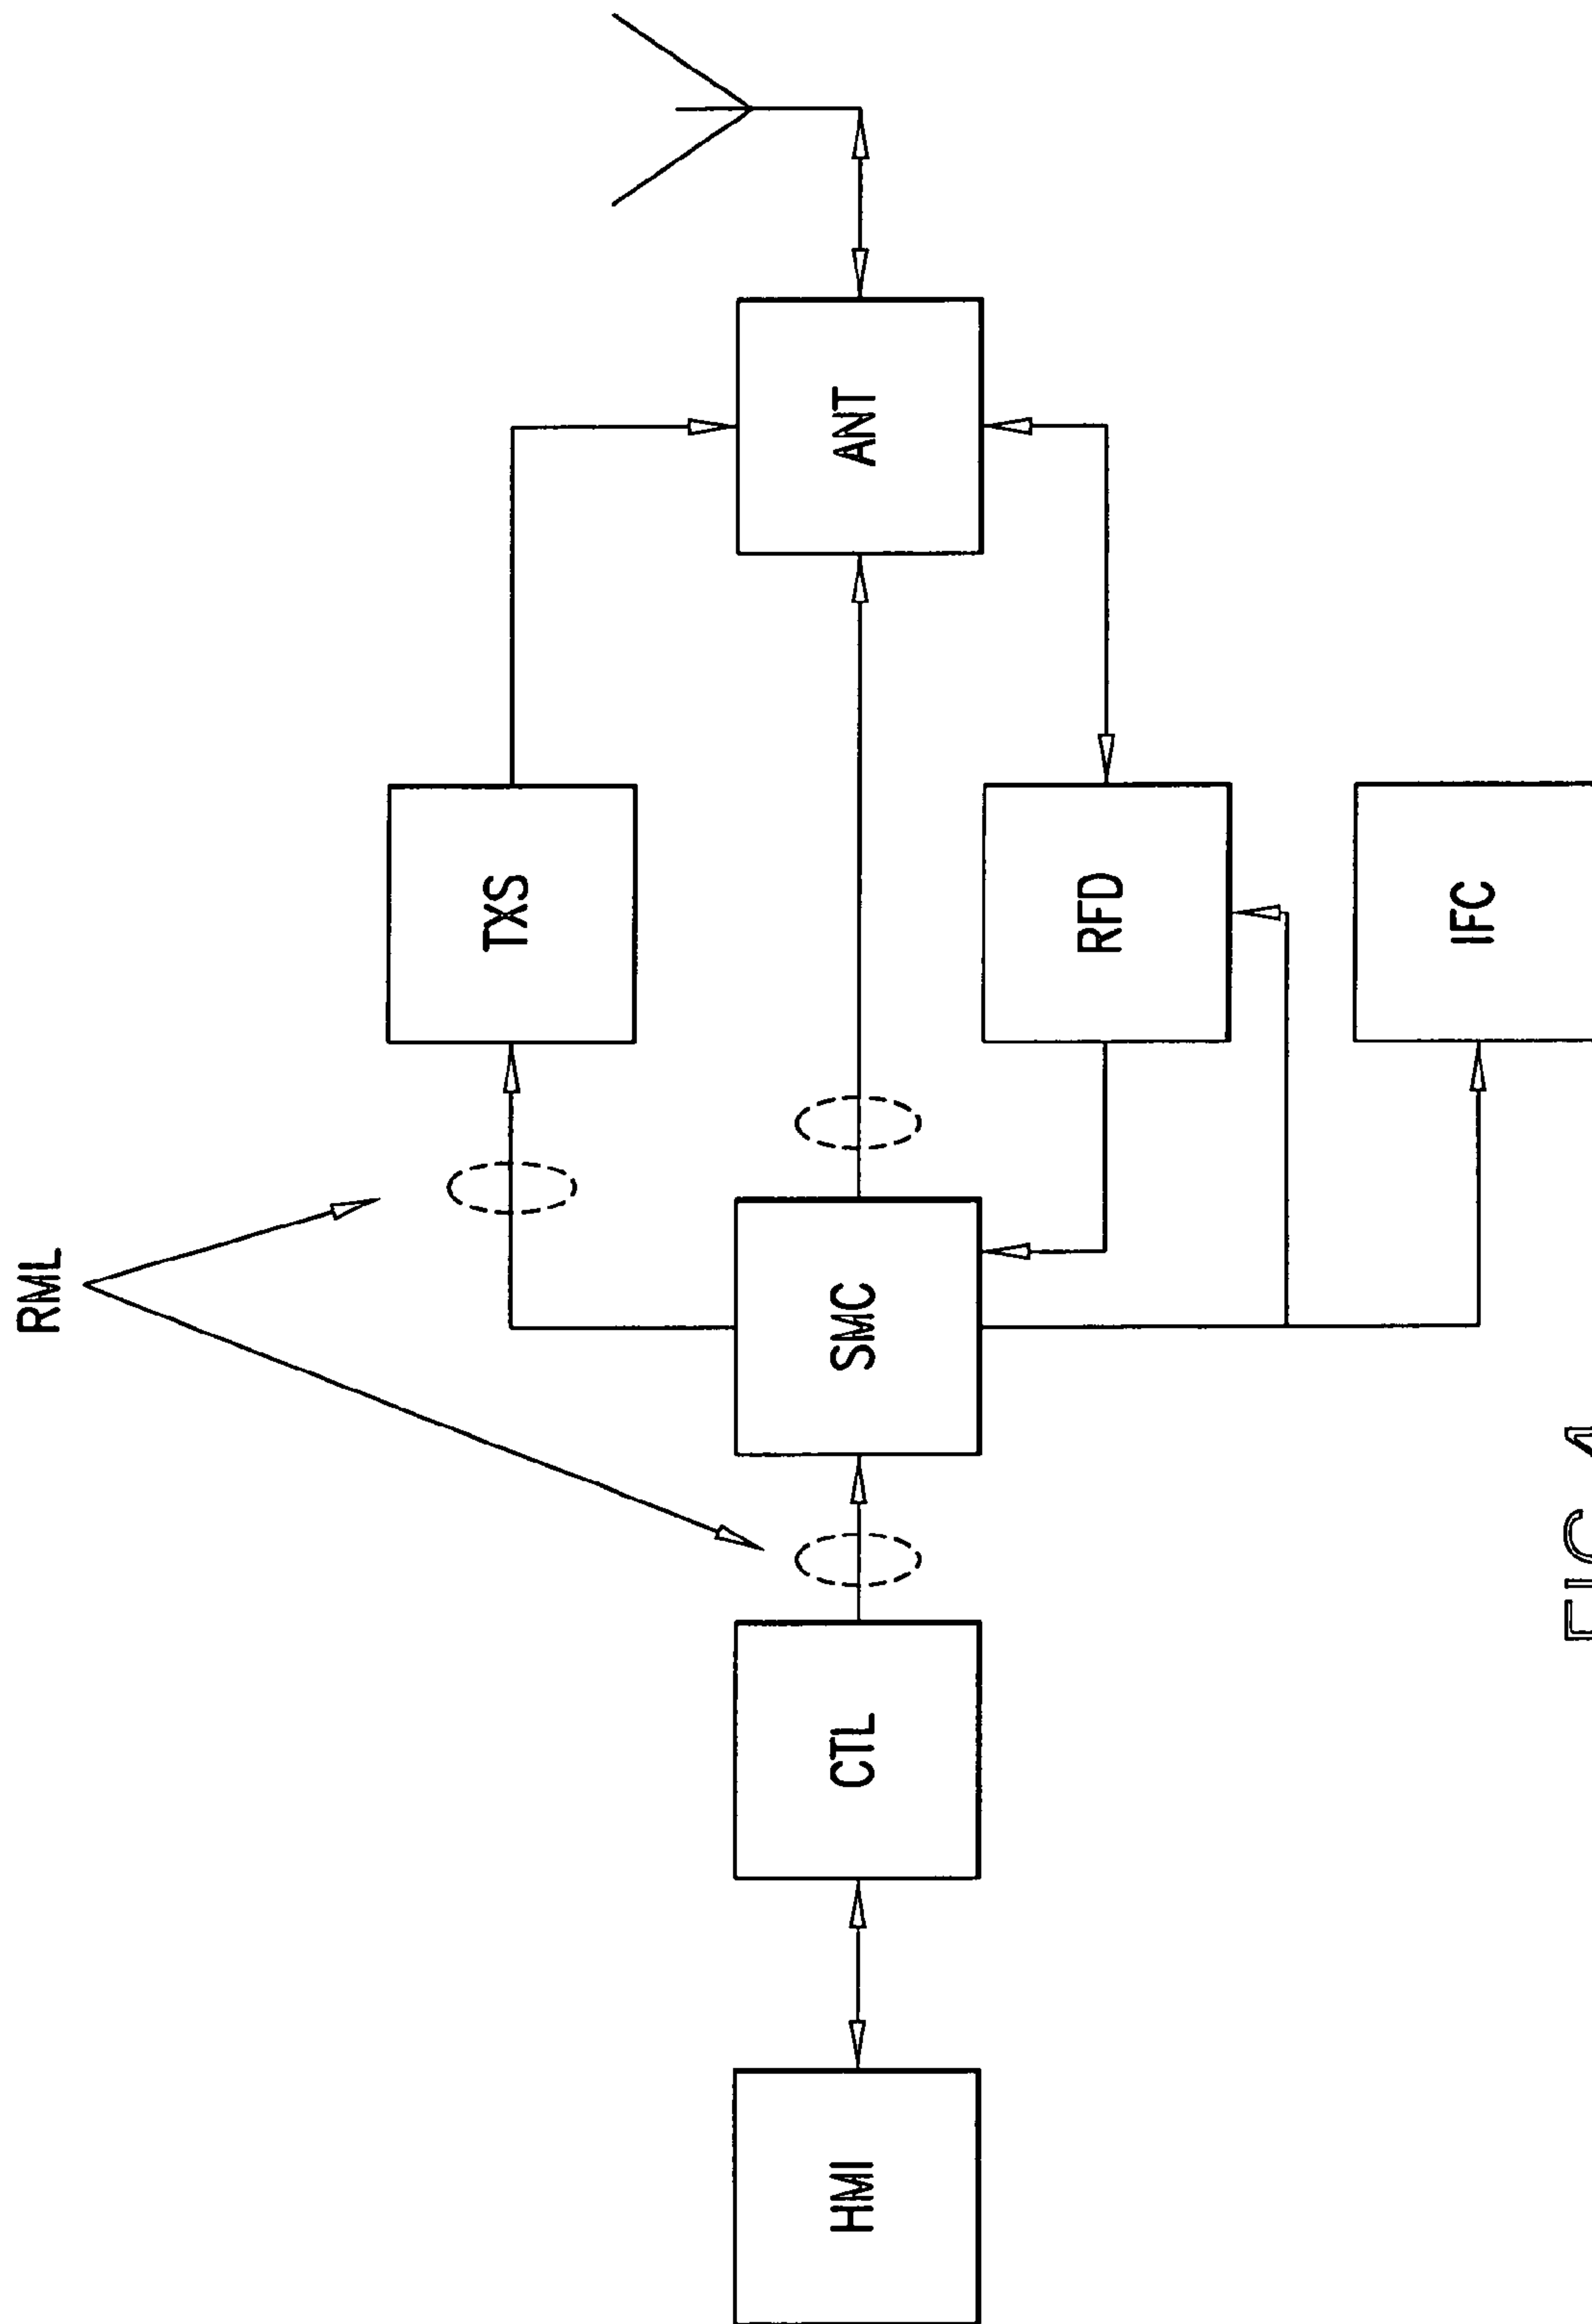 RML
TXS
HMI
CTL
SMC
ANT
RFD
IFC